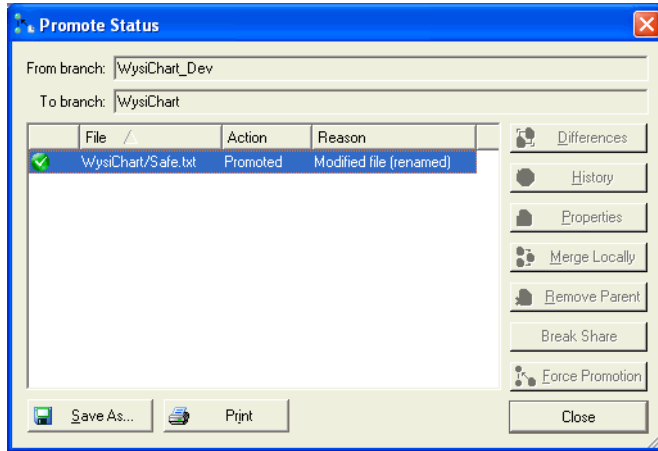 Promote Status
From branch: WysiChart_Dev
To branch: WysiChart
File Action Reason
WysiChart/Safe.txt Promoted Modified file (renamed)
Differences
History
Properties
Merge Locally
Remove Parent
Break Share
Force Promotion
Save As... Print Close